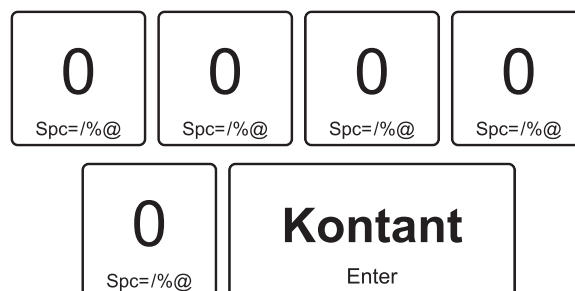 0 0 0 0
Spc=/%@ Spc=/%@ Spc=/%@ Spc=/%@
0 Kontant
Spc=/%@ Enter